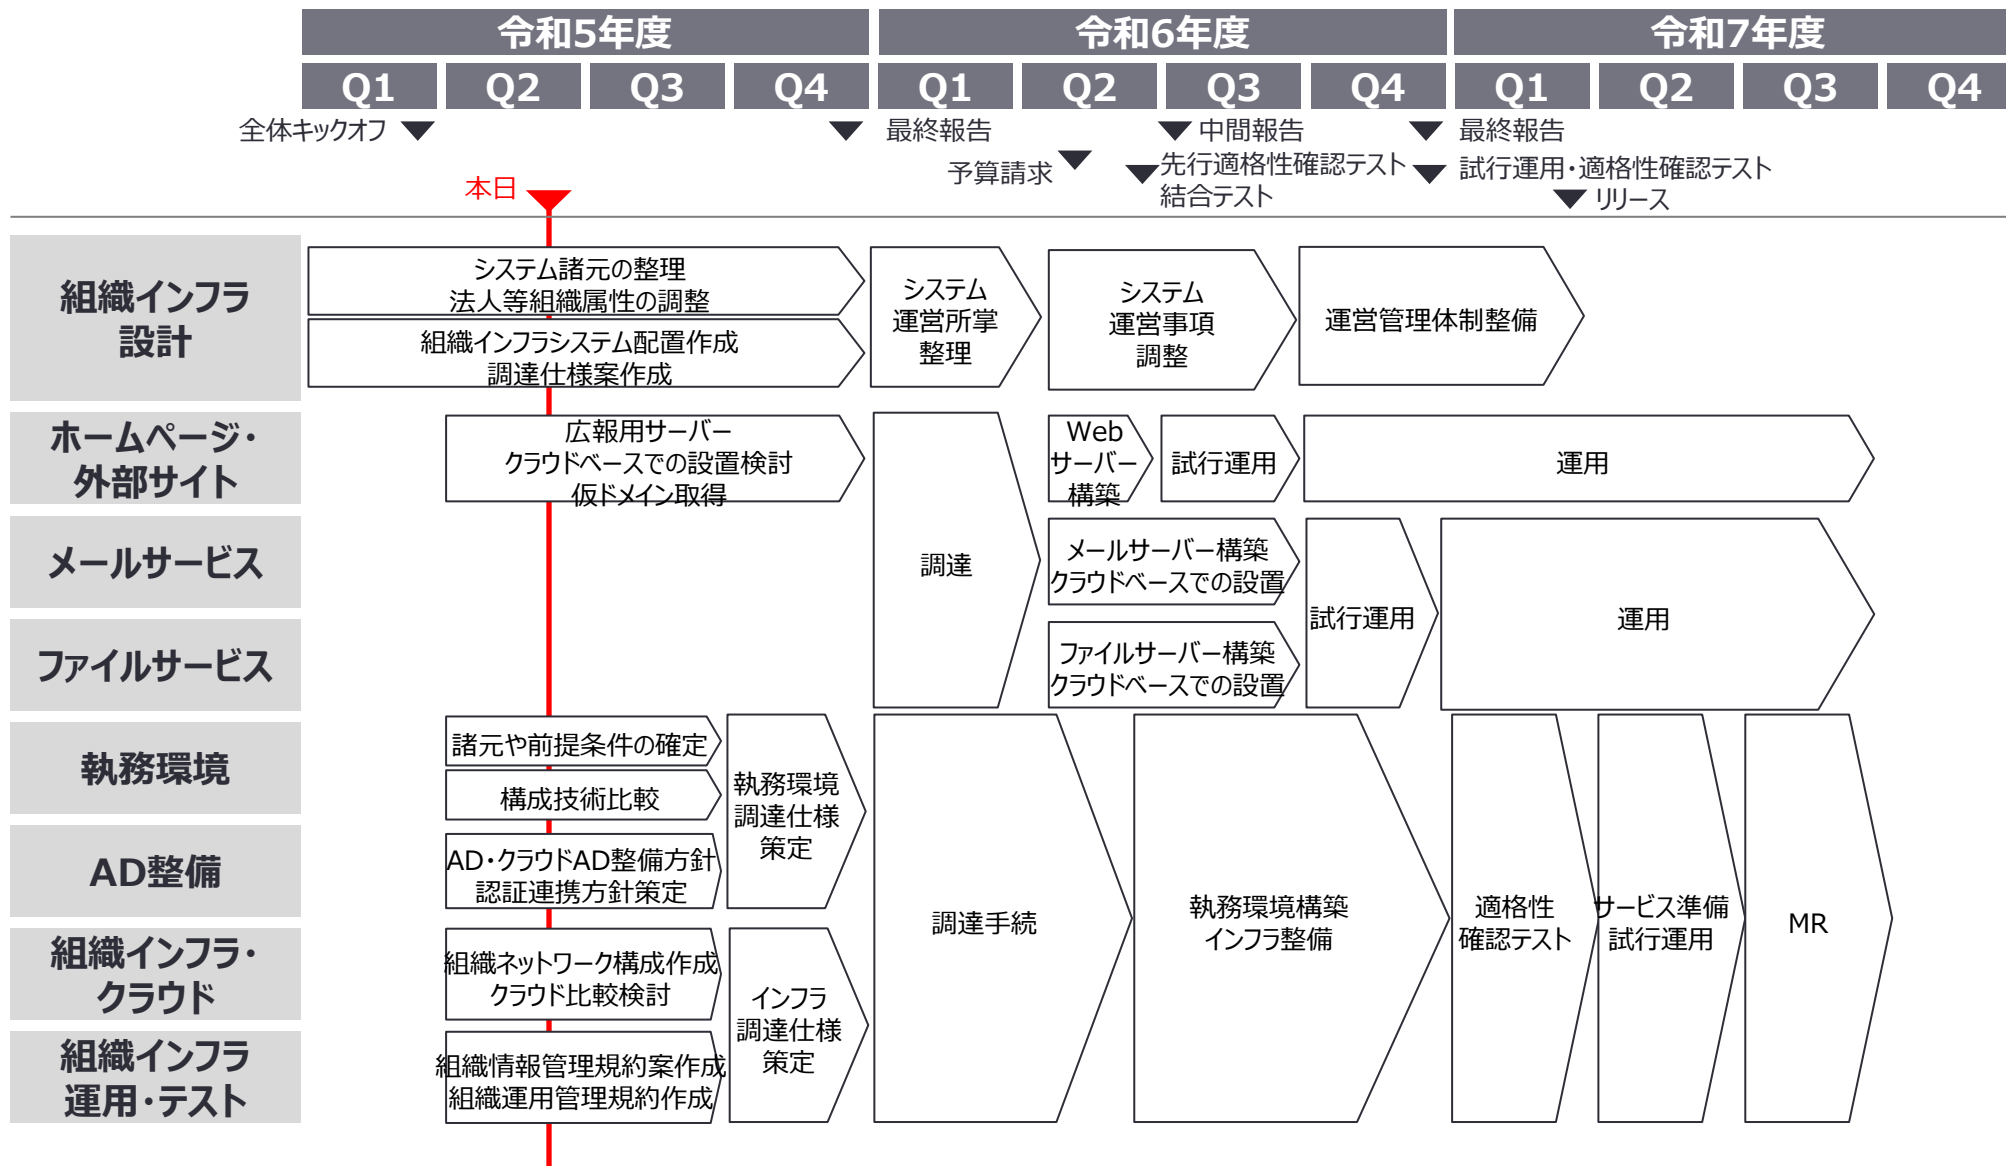 令和5年度
令和6年度
令和7年度
Q1
Q2
Q3
Q4
Q1
Q2
Q3
Q4
Q1
Q2
Q3
Q4
全体キックオフ
最終報告
中間報告
最終報告
予算請求
先行適格性確認テスト
結合テスト
試行運用・適格性確認テスト
リリース
本日
組織インフラ
設計
システム諸元の整理
法人等組織属性の調整
組織インフラシステム配置作成
調達仕様案作成
システム
運営所掌
整理
システム
運営事項
調整
運営管理体制整備
ホームページ・
外部サイト
広報用サーバー
クラウドベースでの設置検討
仮ドメイン取得
調達
Web
サーバー
構築
試行運用
運用
メールサービス
メールサーバー構築
クラウドベースでの設置
試行運用
運用
ファイルサービス
ファイルサーバー構築
クラウドベースでの設置
執務環境
諸元や前提条件の確定
構成技術比較
執務環境
調達仕様
策定
AD整備
AD・クラウドAD整備方針
認証連携方針策定
調達手続
執務環境構築
インフラ整備
適格性
確認テスト
サービス準備
試行運用
MR
組織インフラ・
クラウド
組織ネットワーク構成作成
クラウド比較検討
インフラ
調達仕様
策定
組織インフラ
運用・テスト
組織情報管理規約案作成
組織運用管理規約作成